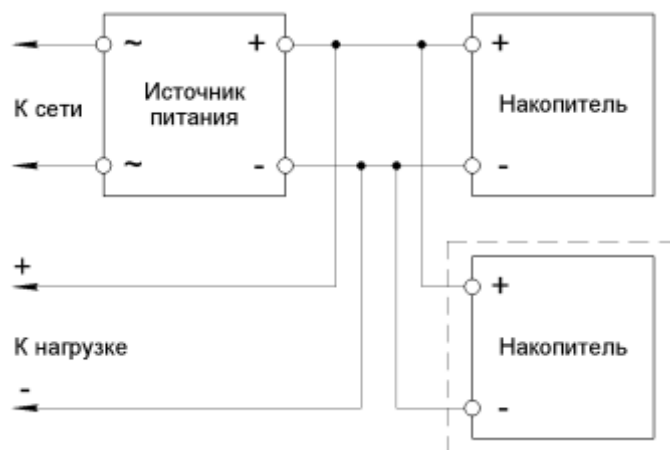 ~ + +
К сети
Источник
питания
Накопитель
~ - -
+ +
К нагрузке
Накопитель
- -